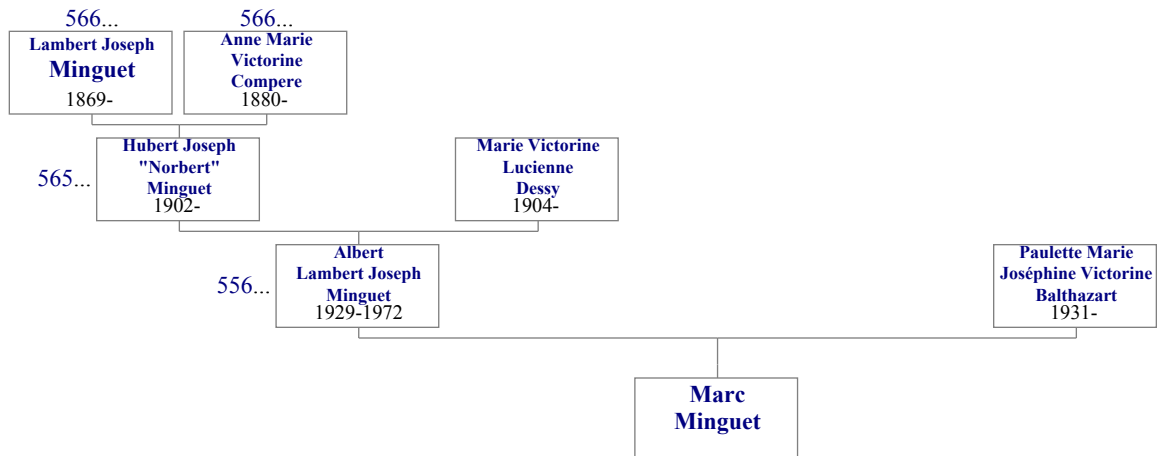 566...
566...
Lambert Joseph
Minguet
1869-
Anne Marie
Victorine
Compere
1880-
565...
Hubert Joseph
"Norbert"
Minguet
1902-
Marie Victorine
Lucienne
Dessy
1904-
556...
Albert
Lambert Joseph
Minguet
1929-1972
Paulette Marie
Joséphine Victorine
Balthazart
1931-
Marc
Minguet